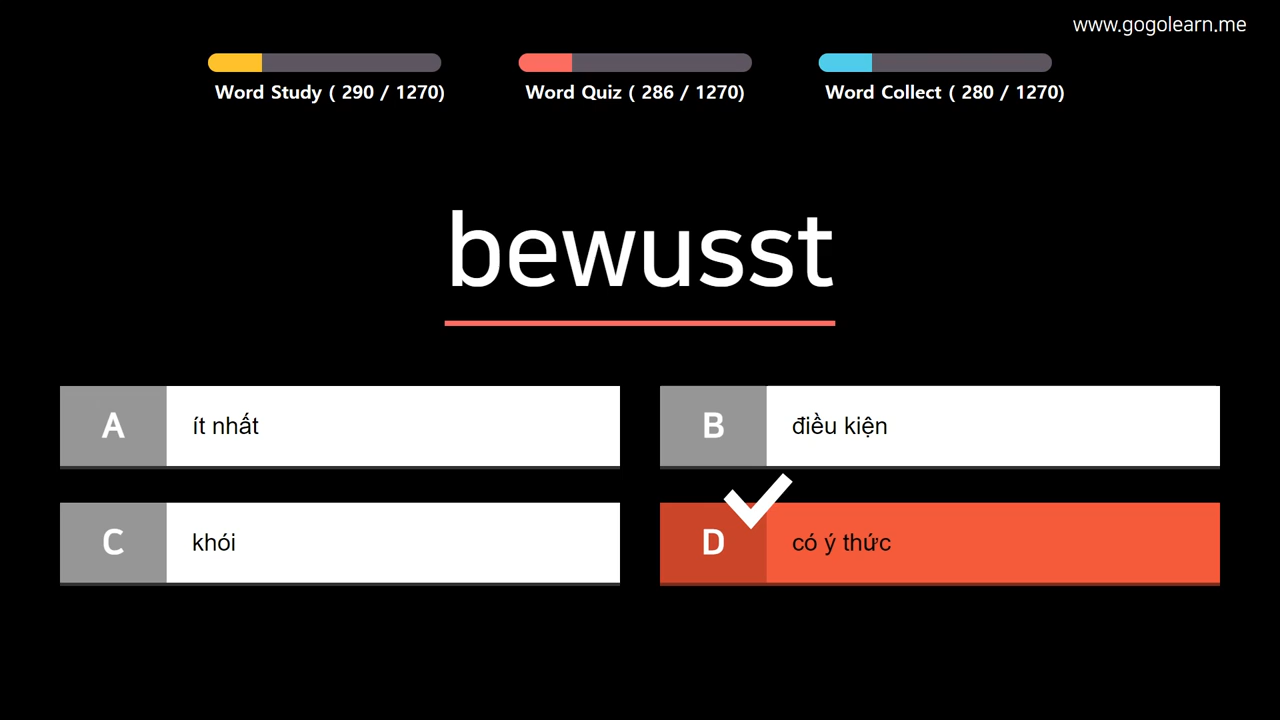 www.gogolearn.me
Word Study ( 290 / 1270)
Word Quiz ( 286 / 1270)
Word Collect ( 280 / 1270)
bewusst
A
ít nhất
B
điều kiện
C
khói
D
có ý thức